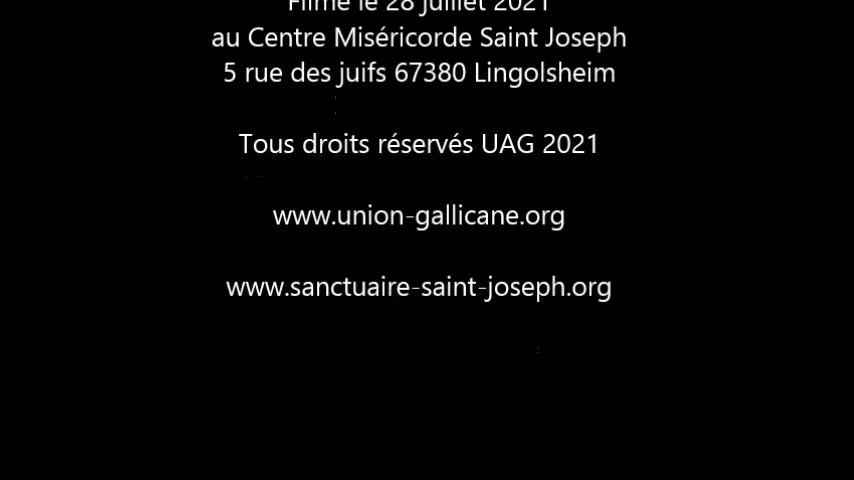 Filmé le 28 juillet 2021
au Centre Miséricorde Saint Joseph
5 rue des juifs 67380 Lingolsheim
Tous droits réservés UAG 2021
www.union-gallicane.org
www.sanctuaire-saint-joseph.org